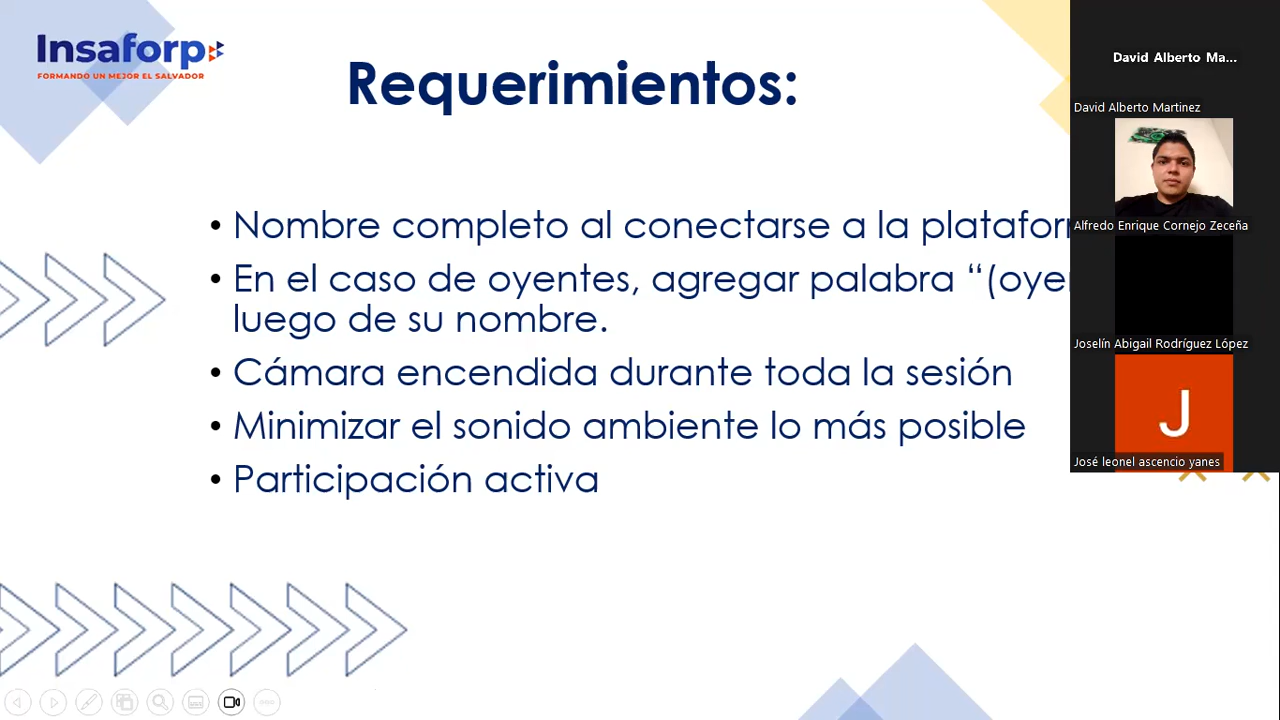 Insaforp
FORMANDO UN MEJOR EL SALVADOR
Requerimientos:
• Nombre completo al conectarse a la
• En el caso de oyentes, agregar palabra
luego de su nombre.
• Cámara encendida durante toda la sesión
• Minimizar el sonido ambiente lo más posible
• Participación activa
David Alberto Ma...
David Alberto Martinez
Alfredo Enrique Cornejo Zeceña
Joselín Abigail Rodríguez López
J
José leonel ascencio yanes